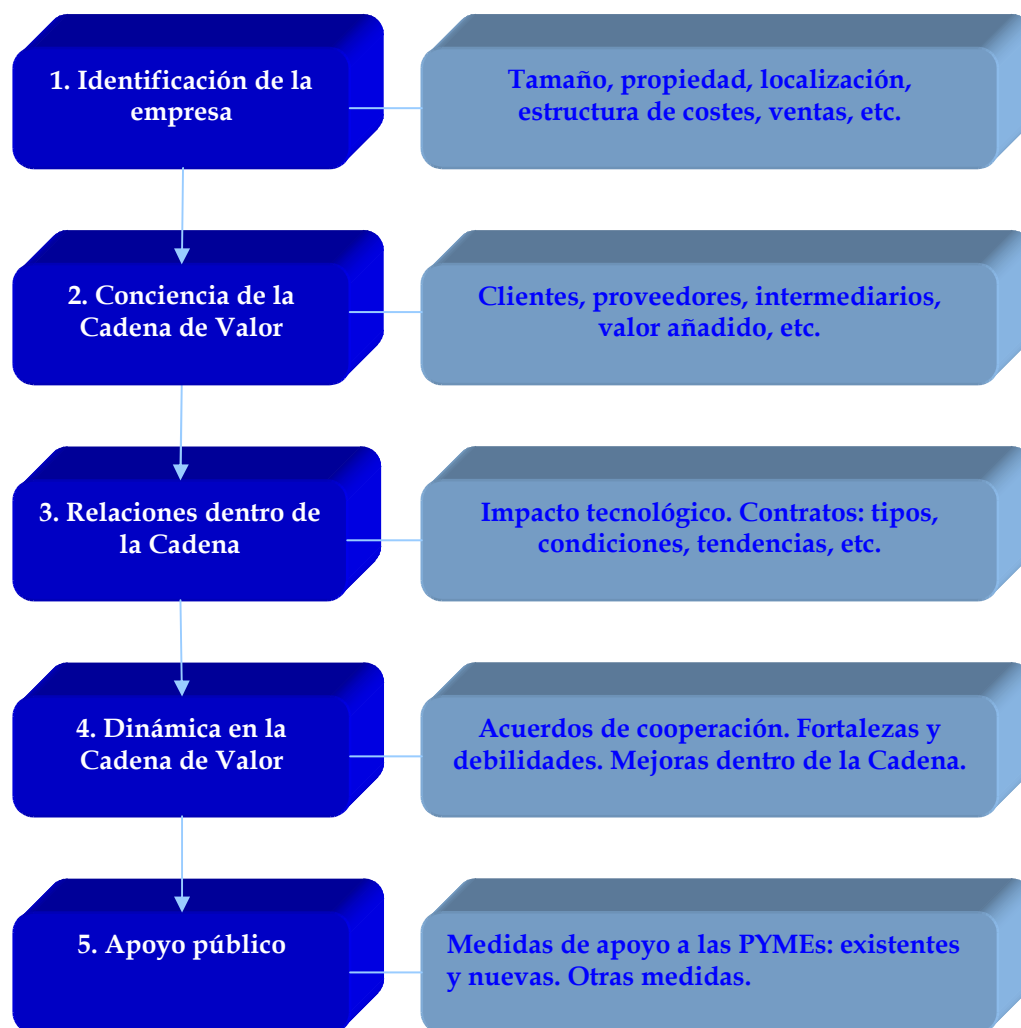 1. Identificación de la
empresa
Tamaño, propiedad, localización,
estructura de costes, ventas, etc.
2. Conciencia de la
Cadena de Valor
Clientes, proveedores, intermediarios,
valor añadido, etc.
3. Relaciones dentro de
la Cadena
Impacto tecnológico. Contratos: tipos,
condiciones, tendencias, etc.
4. Dinámica en la
Cadena de Valor
Acuerdos de cooperación. Fortalezas y
debilidades. Mejoras dentro de la Cadena.
5. Apoyo público
Medidas de apoyo a las PYMEs: existentes
y nuevas. Otras medidas.